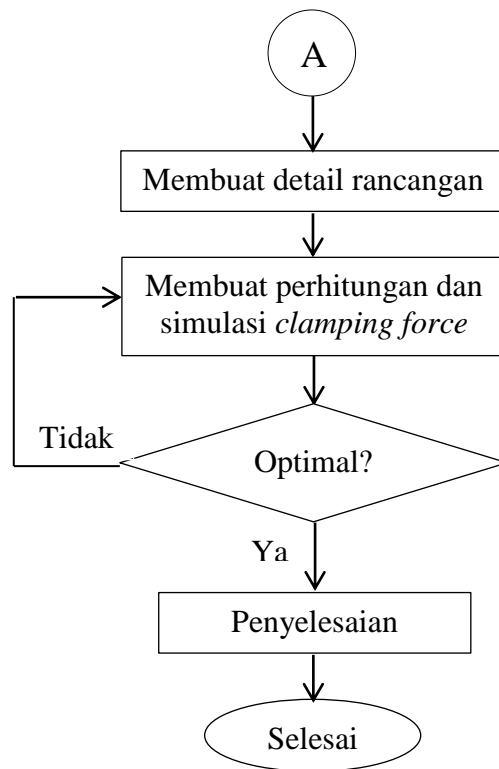 A
Membuat detail rancangan
Membuat perhitungan dan
simulasi clamping force
Tidak
Optimal?
Ya
Penyelesaian
Selesai